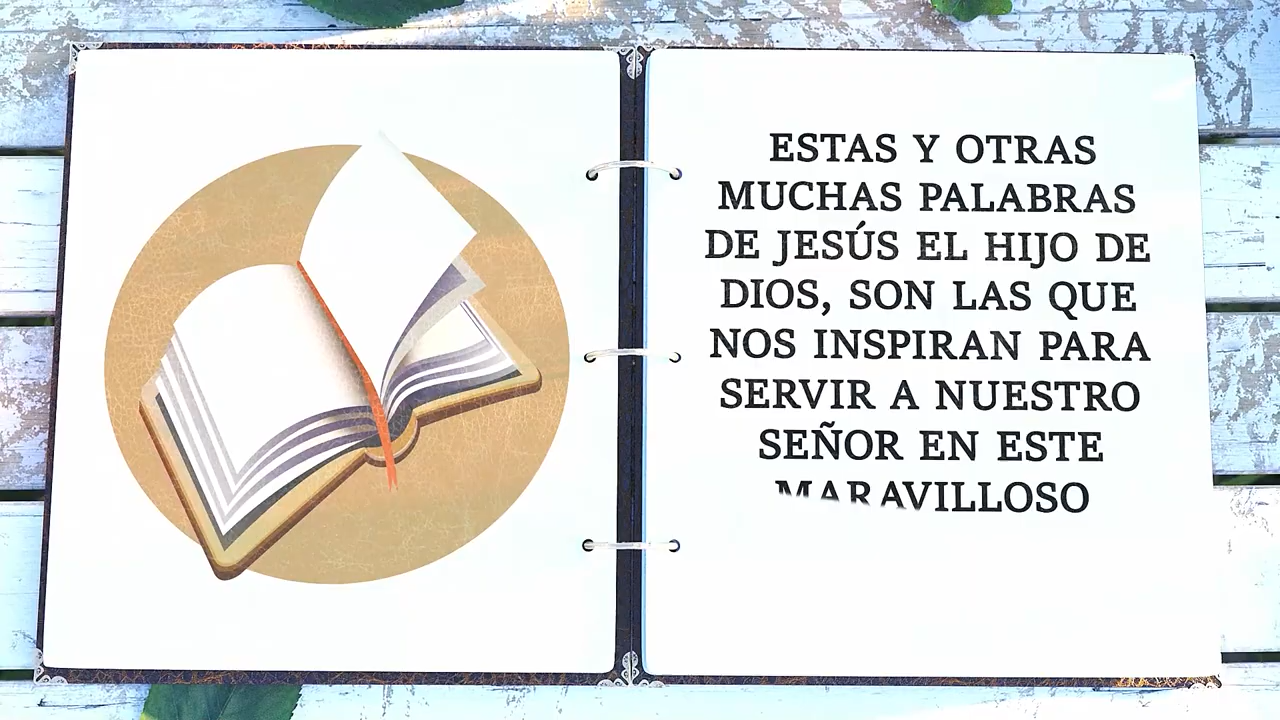 ESTAS Y OTRAS
MUCHAS PALABRAS
DE JESÚS EL HIJO DE
DIOS, SON LAS QUE
NOS INSPIRAN PARA
SERVIR A NUESTRO
SEÑOR EN ESTE
MARAVILLOSO